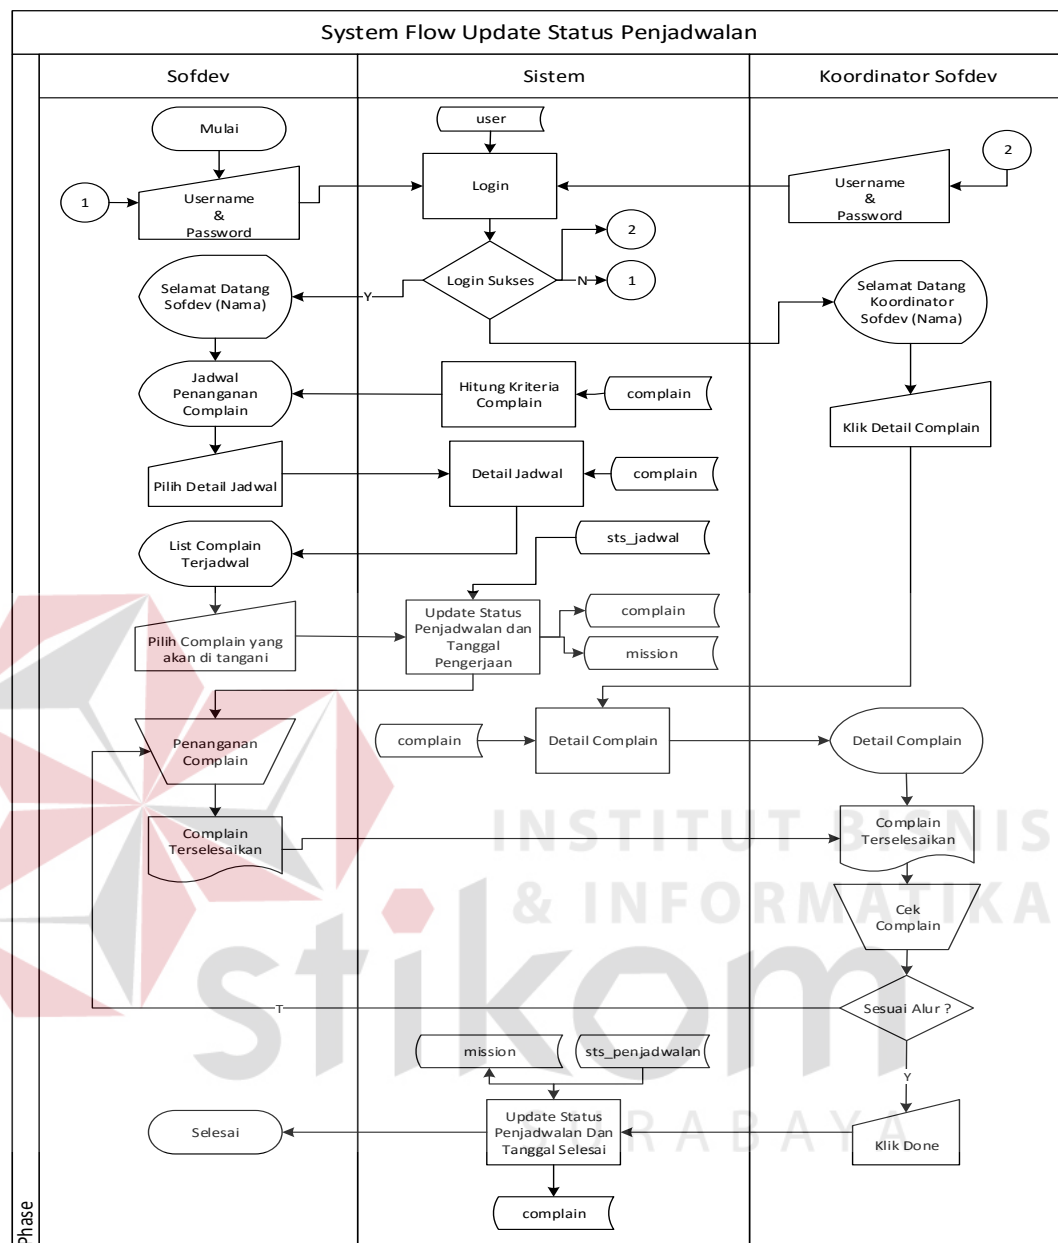 System Flow Update Status Penjadwalan
Sofdev
Sistem
Koordinator Sofdev
Mulai
user
1
Username
&
Password
Login
Username
&
Password
2
Login Sukses
2
N
1
Y
Selamat Datang
Sofdev (Nama)
Selamat Datang
Koordinator
Sofdev (Nama)
Jadwal
Penanganan
Complain
Hitung Kriteria
Complain
complain
Klik Detail Complain
Pilih Detail Jadwal
Detail Jadwal
complain
List Complain
Terjadwal
sts_jadwal
Pilih Complain yang
akan di tangani
Update Status
Penjadwalan dan
Tanggal
Pengerjaan
complain
mission
Penanganan
Complain
complain
Detail Complain
Detail Complain
Complain
Terselesaikan
Complain
Terselesaikan
Cek
Complain
Sesuai Alur ?
T
Y
mission
sts_penjadwalan
Selesai
Update Status
Penjadwalan Dan
Tanggal Selesai
Klik Done
complain
Phase
INSTITUT BISNIS
& INFORMATIKA
stikom
SURABAYA